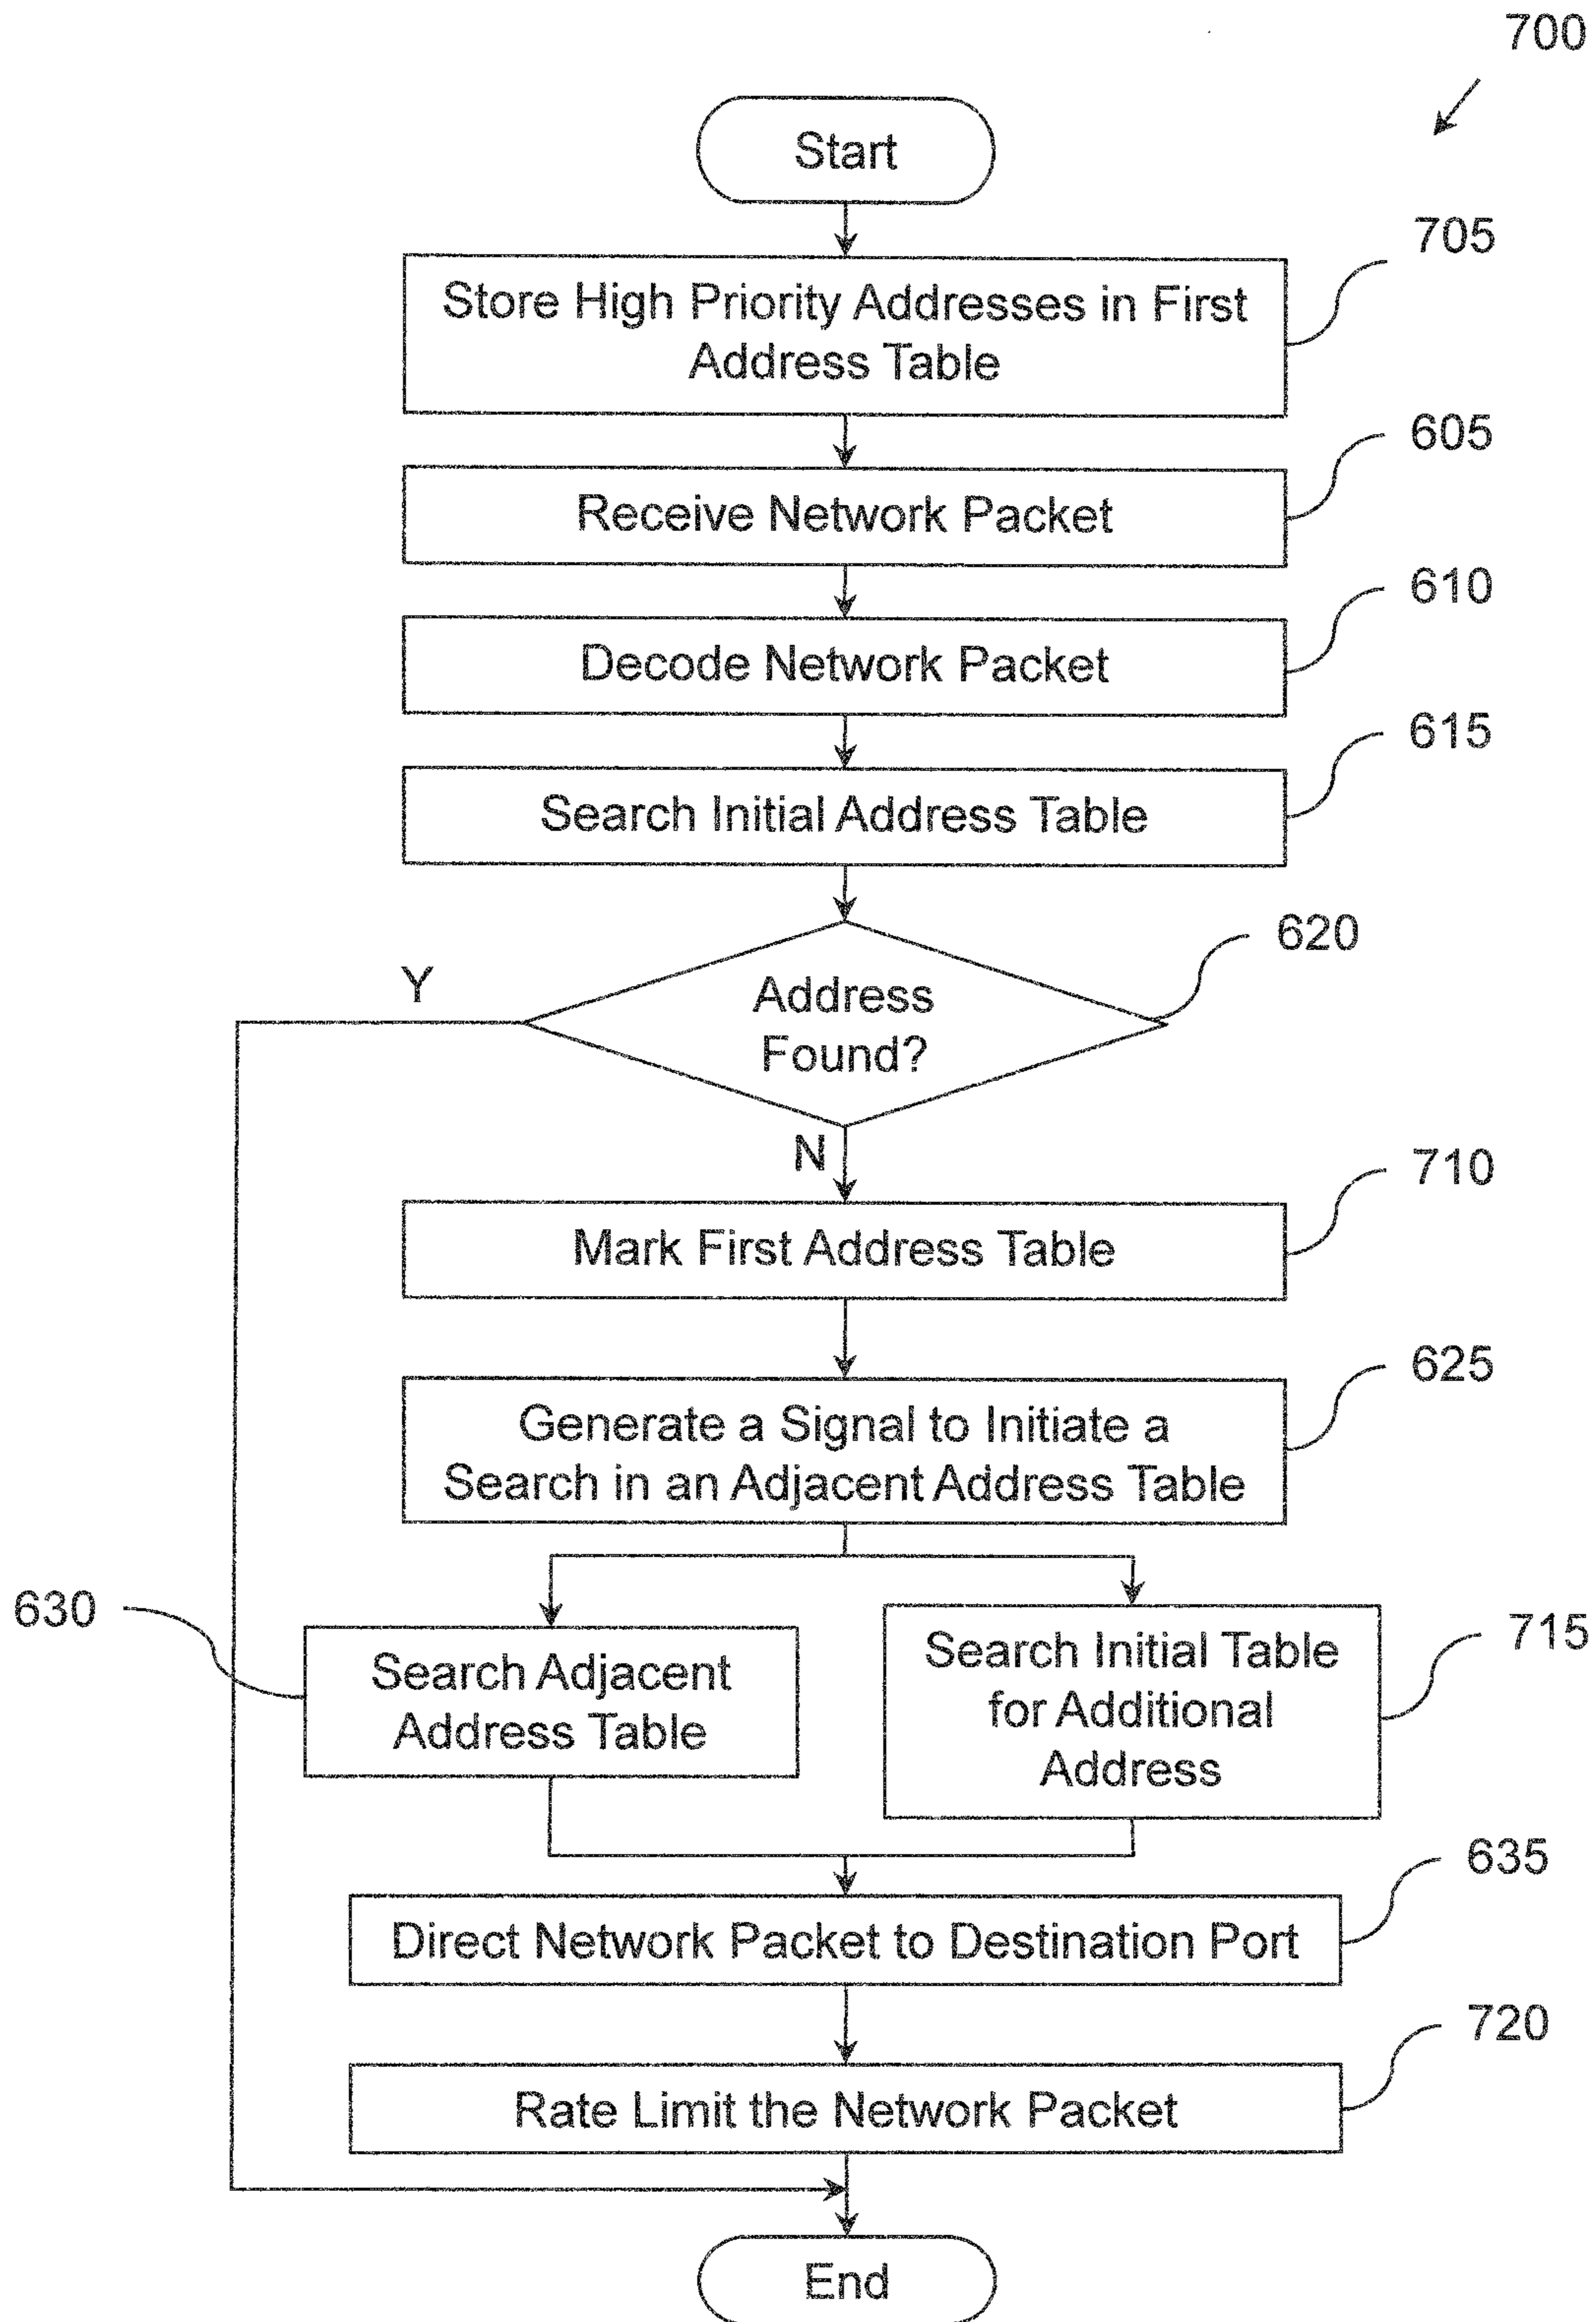 700
Start
705
Store High Priority Addresses in First
Address Table
605
Receive Network Packet
610
Decode Network Packet
615
Search Initial Address Table
620
Y
Address
Found?
N
710
Mark First Address Table
625
Generate a Signal to Initiate a
Search in an Adjacent Address Table
630
Search Adjacent
Address Table
715
Search Initial Table
for Additional
Address
635
Direct Network Packet to Destination Port
720
Rate Limit the Network Packet
End